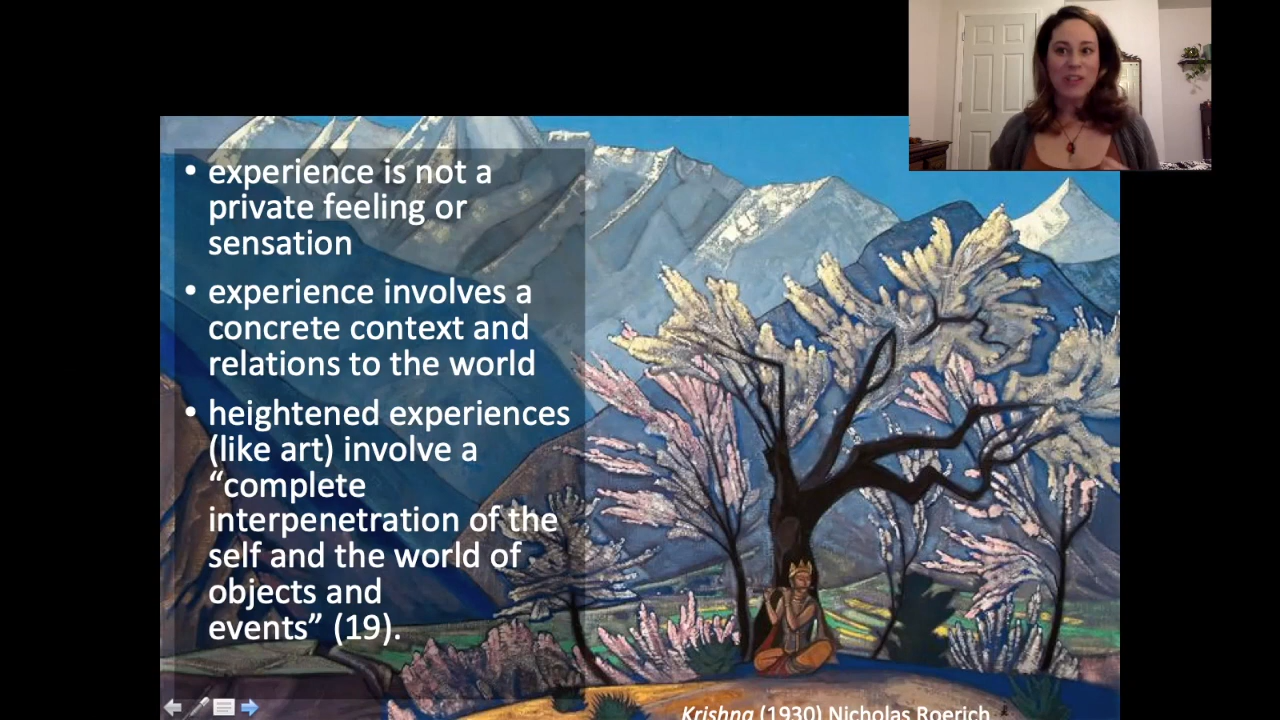 • experience is not a
private feeling or
sensation
• experience involves a
concrete context and
relations to the world
• heightened experiences
(like art) involve a
“complete
interpenetration of the
self and the world of
objects and
events” (19).
Krishna (1930) Nicholas Roerich